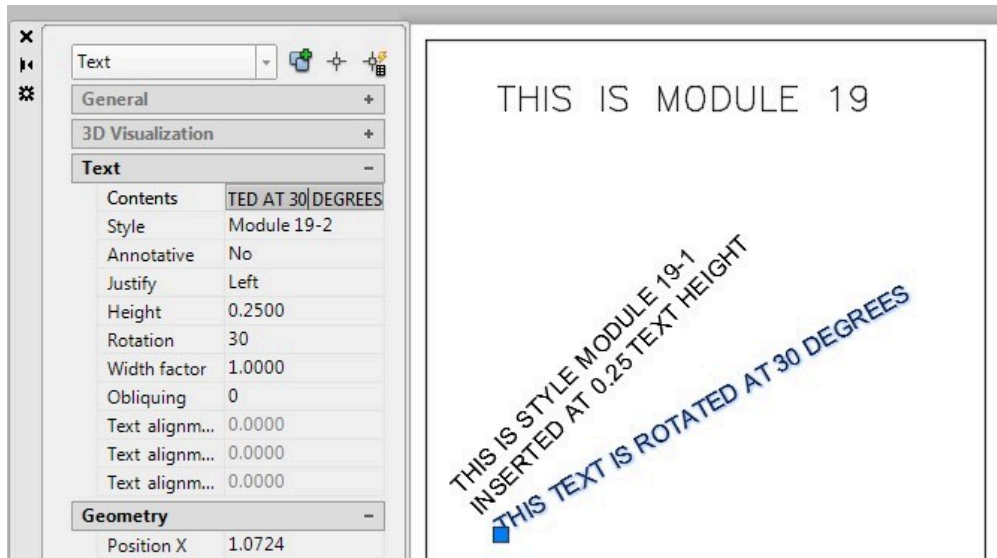 Text
General
3D Visualization
Text
Contents TED AT 30 DEGREES
Style Module 19-2
Annotative No
Justify Left
Height 0.2500
Rotation 30
Width factor 1.0000
Obliquing 0
Text alignm... 0.0000
Text alignm... 0.0000
Text alignm... 0.0000
Geometry
Position X 1.0724
THIS IS MODULE 19
THIS IS STYLE MODULE 19-1
INSERTED AT 0.25 TEXT HEIGHT
THIS TEXT IS ROTATED AT 30 DEGREES